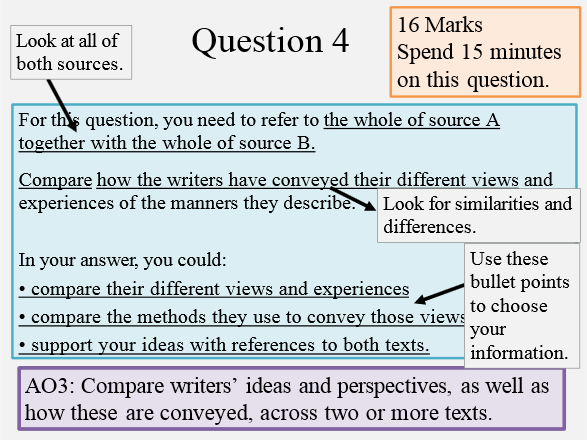 Question 4
16 Marks
Spend 15 minutes
on this question.
Look at all of
both sources.
For this question, you need to refer to the whole of source A
together with the whole of source B.
Compare how the writers have conveyed their different views and
experiences of the manners they describe.
Look for similarities and
differences.
In your answer, you could:
• compare their different views and experiences
• compare the methods they use to convey those views
• support your ideas with references to both texts.
Use these
bullet points
to choose
your
information.
AO3: Compare writers’ ideas and perspectives, as well as
how these are conveyed, across two or more texts.